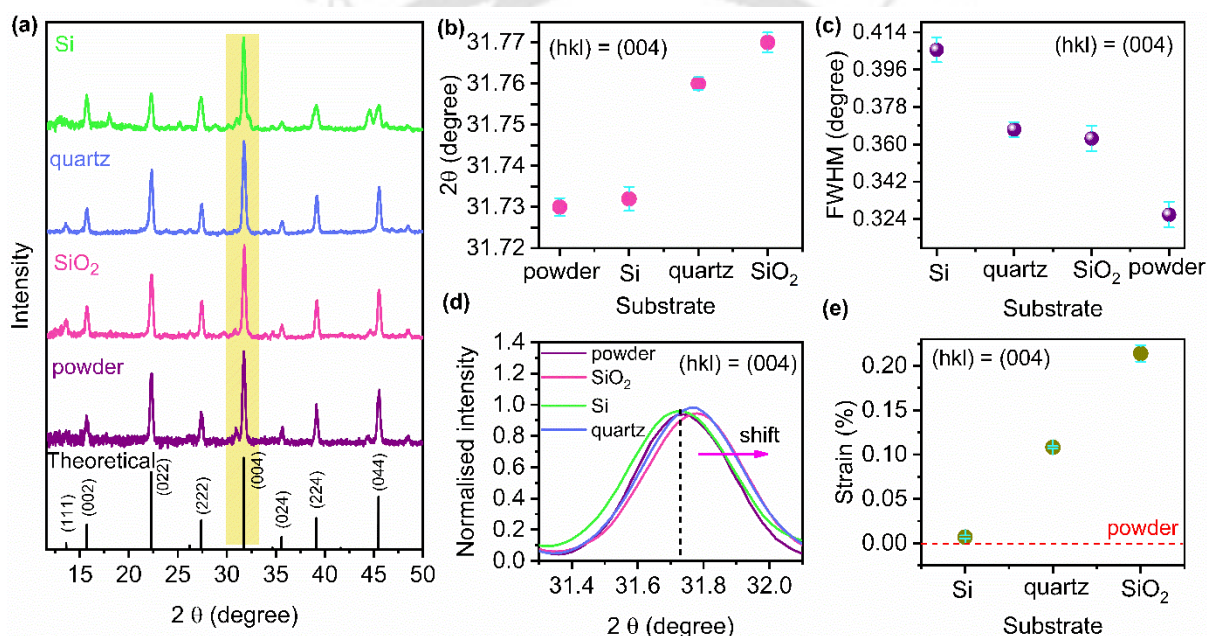 (a)
Si
quartz
SiO₂
powder
Theoretical
(111)
(002)
(022)
(222)
(004)
(024)
(224)
(044)
Intensity
15 20 25 30 35 40 45 50
2 θ (degree)
(b)
(hkl) = (004)
31.77
31.76
31.75
31.74
31.73
31.72
2θ (degree)
powder Si quartz SiO₂
Substrate
(c)
(hkl) = (004)
0.414
0.396
0.378
0.360
0.342
0.324
FWHM (degree)
Si quartz SiO₂ powder
Substrate
(d)
powder
SiO₂
Si
quartz
(hkl) = (004)
shift
1.4
1.2
1.0
0.8
0.6
0.4
0.2
0.0
Normalised intensity
31.4 31.6 31.8 32.0
2 θ (degree)
(e)
(hkl) = (004)
0.20
0.15
0.10
0.05
0.00
powder
Strain (%)
Si quartz SiO₂
Substrate